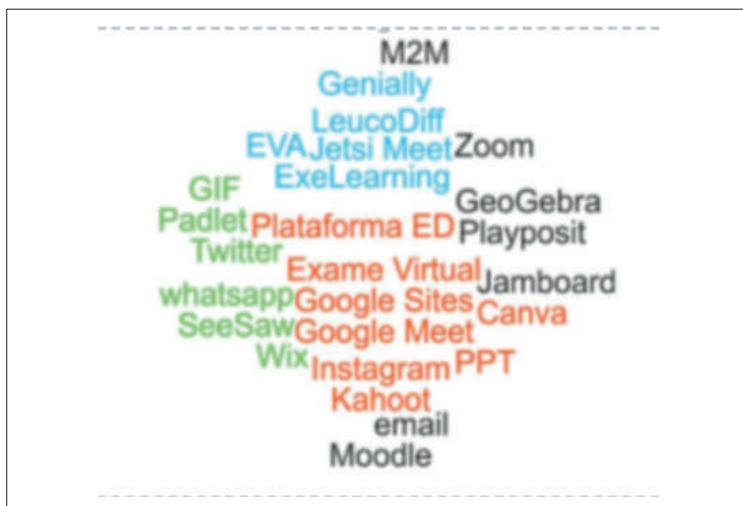 M2M
Genially
LeucoDiff
EVA Jetsi Meet Zoom
ExeLearning
GIF
GeoGebra
Padlet Plataforma ED Playposit
Twitter
Exame Virtual Jamboard
whatsapp Google Sites Canva
SeeSaw Google Meet
Wix Instagram PPT
Kahoot
email
Moodle